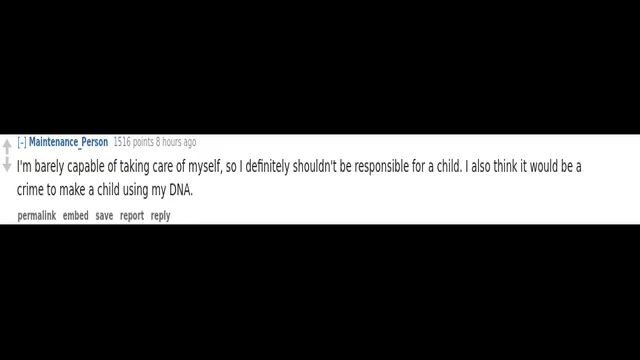 [-] Maintenance_Person 1516 points 8 hours ago
I'm barely capable of taking care of myself, so I definitely shouldn't be responsible for a child. I also think it would be a
crime to make a child using my DNA.
permalink embed save report reply